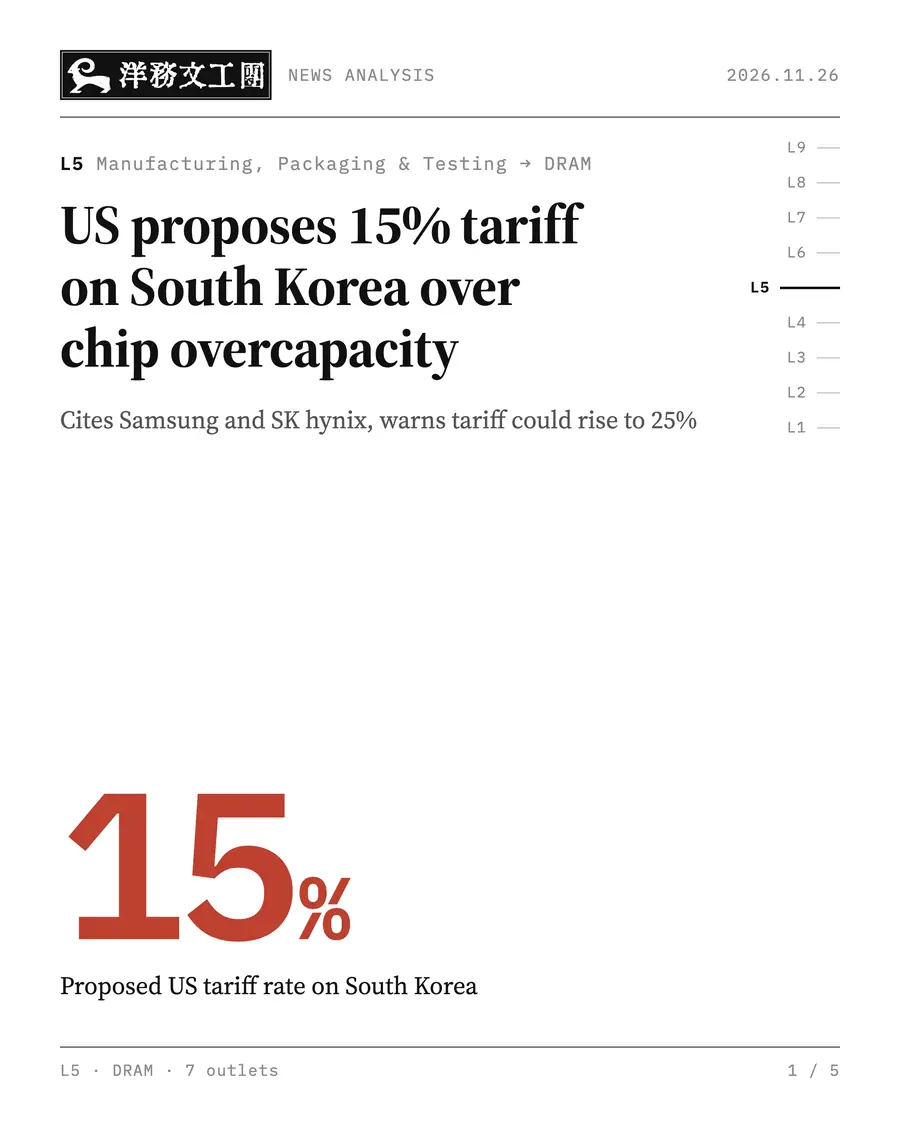 洋務文工團 NEWS ANALYSIS 2026.11.26
L5 Manufacturing, Packaging & Testing → DRAM
US proposes 15% tariff
on South Korea over
chip overcapacity
Cites Samsung and SK hynix, warns tariff could rise to 25%
L9
L8
L7
L6
L5
L4
L3
L2
L1
15%
Proposed US tariff rate on South Korea
L5 · DRAM · 7 outlets 1 / 5